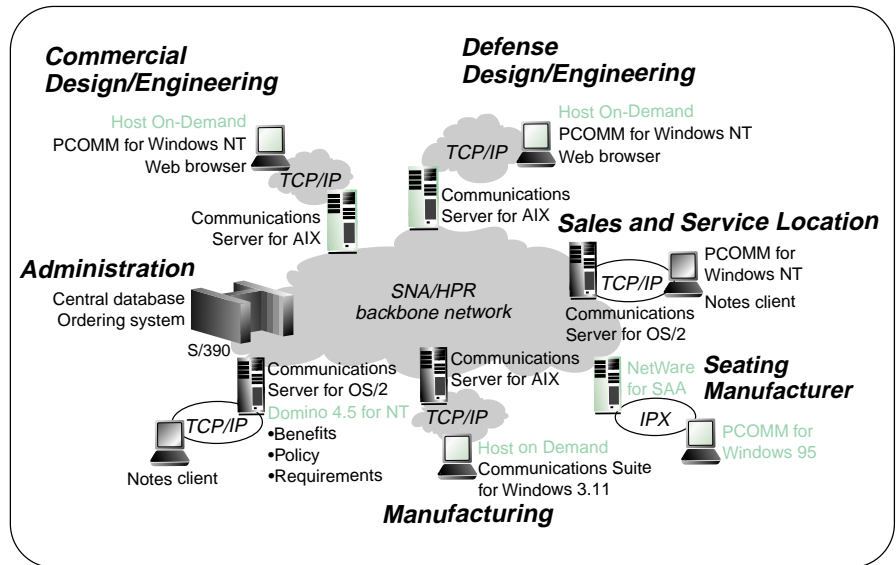 Commercial
Design/Engineering
Host On-Demand
PCOMM for Windows NT
Web browser
TCP/IP
Communications
Server for AIX
Defense
Design/Engineering
Host On-Demand
PCOMM for Windows NT
Web browser
TCP/IP
Communications
Server for AIX
Sales and Service Location
PCOMM for
Windows NT
Notes client
TCP/IP
Communications
Server for OS/2
Administration
Central database
Ordering system
S/390
SNA/HPR
backbone network
Communications
Server for OS/2
Domino 4.5 for NT
•Benefits
•Policy
•Requirements
TCP/IP
Notes client
Communications
Server for AIX
TCP/IP
Host on Demand
Communications Suite
for Windows 3.11
Manufacturing
NetWare
for SAA
Seating
Manufacturer
IPX
PCOMM for
Windows 95